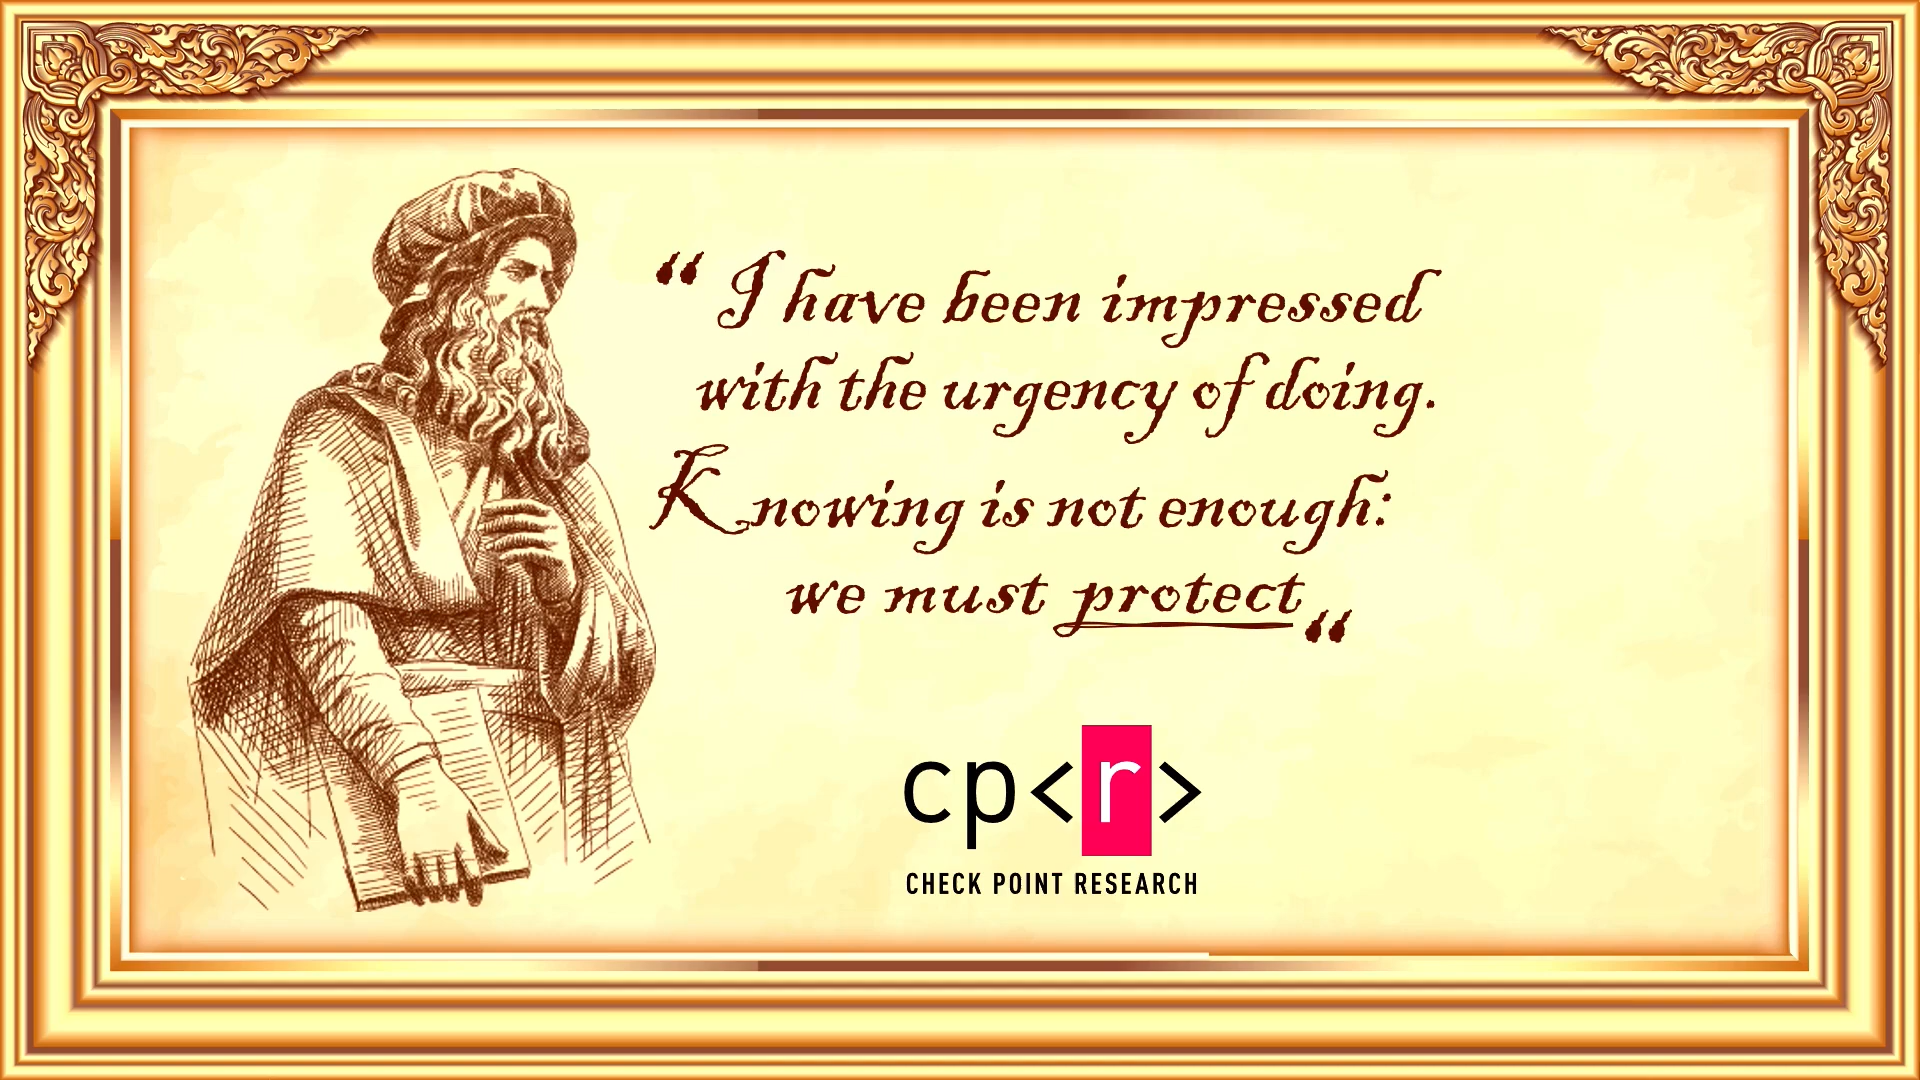 “ I have been impressed
with the urgency of doing.
Knowing is not enough:
we must protect “
cp<r>
CHECK POINT RESEARCH